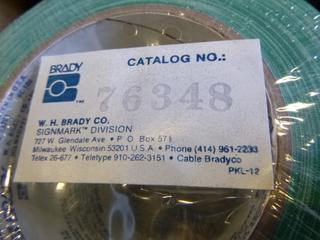 BRADY
CATALOG NO.:
76348
W. H. BRADY CO.
SIGNMARK™ DIVISION
727 W Glendale Ave • P O Box 571
Milwaukee Wisconsin 53201 U.S.A. • Phone (414) 961-2233
Telex 26-677 • Teletype 910-262-3151 • Cable Bradyco
PKL-12